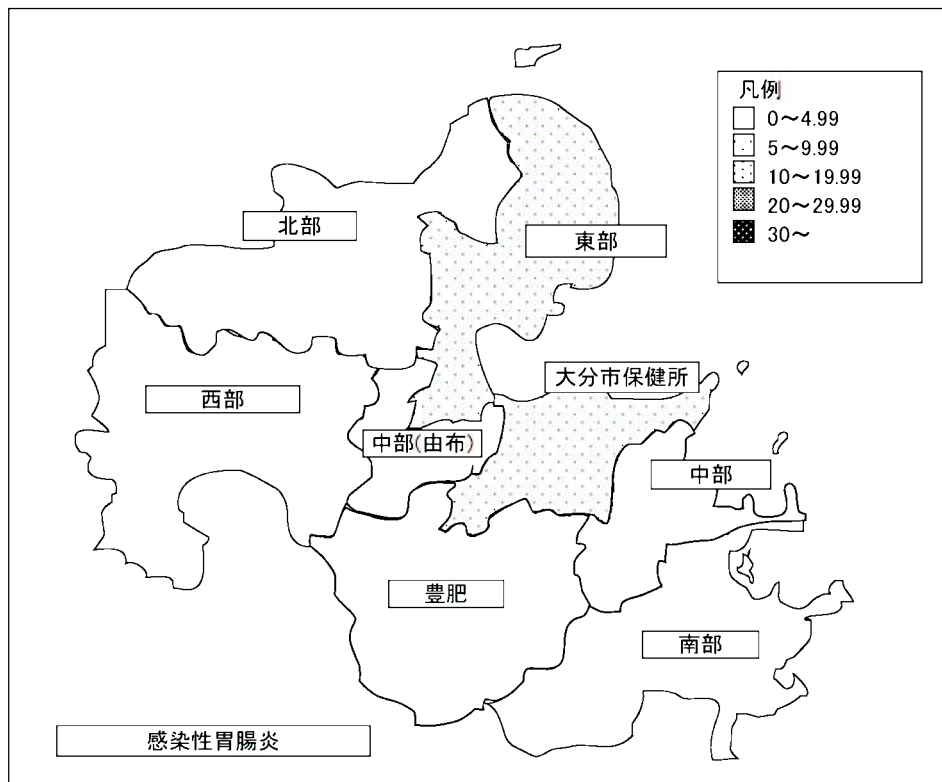 凡例
0～4.99
5～9.99
10～19.99
20～29.99
30～
北部
東部
大分市保健所
西部
中部(由布)
中部
豊肥
南部
感染性胃腸炎